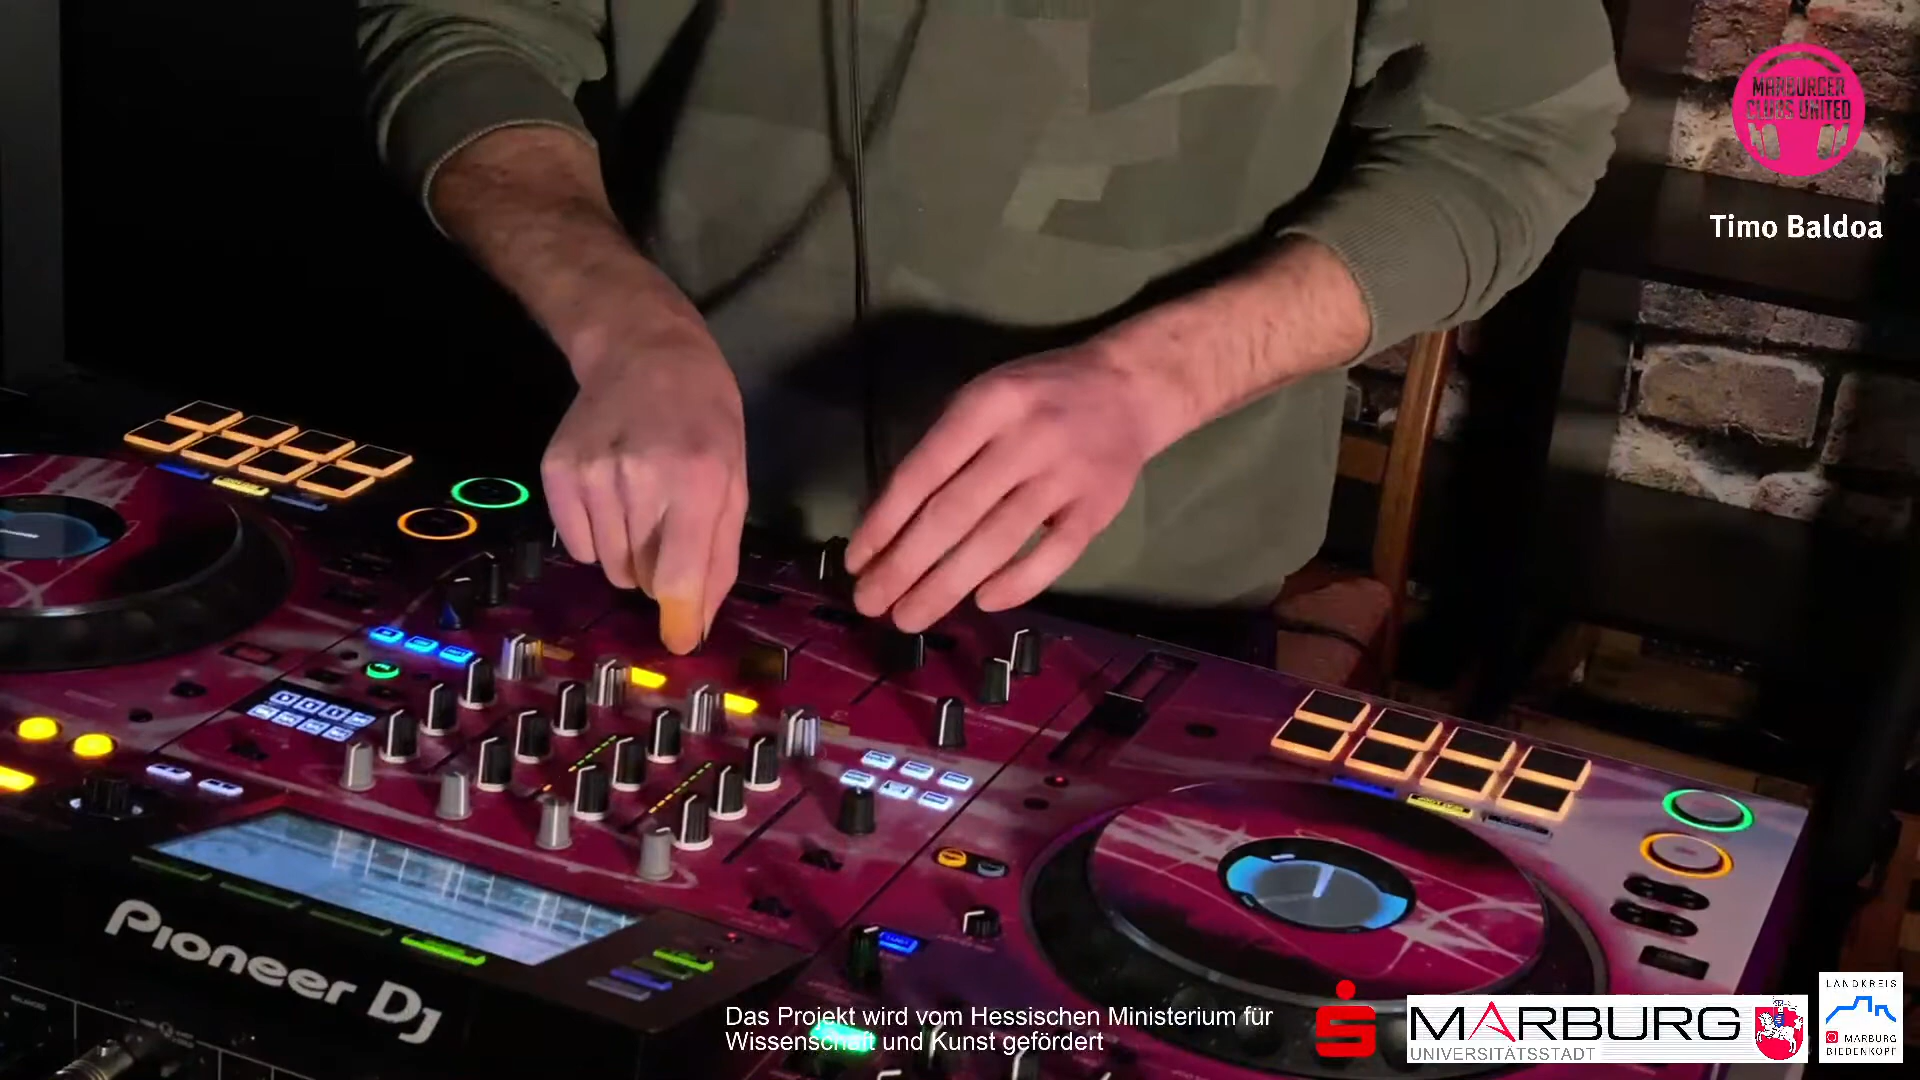 MARBURGER
CLUBS UNITED
Timo Baldoa
Pioneer Dj
Das Projekt wird vom Hessischen Ministerium für
Wissenschaft und Kunst gefördert
MARBURG
UNIVERSITÄTSSTADT
LANDKREIS
MARBURG
BIEDENKOPF